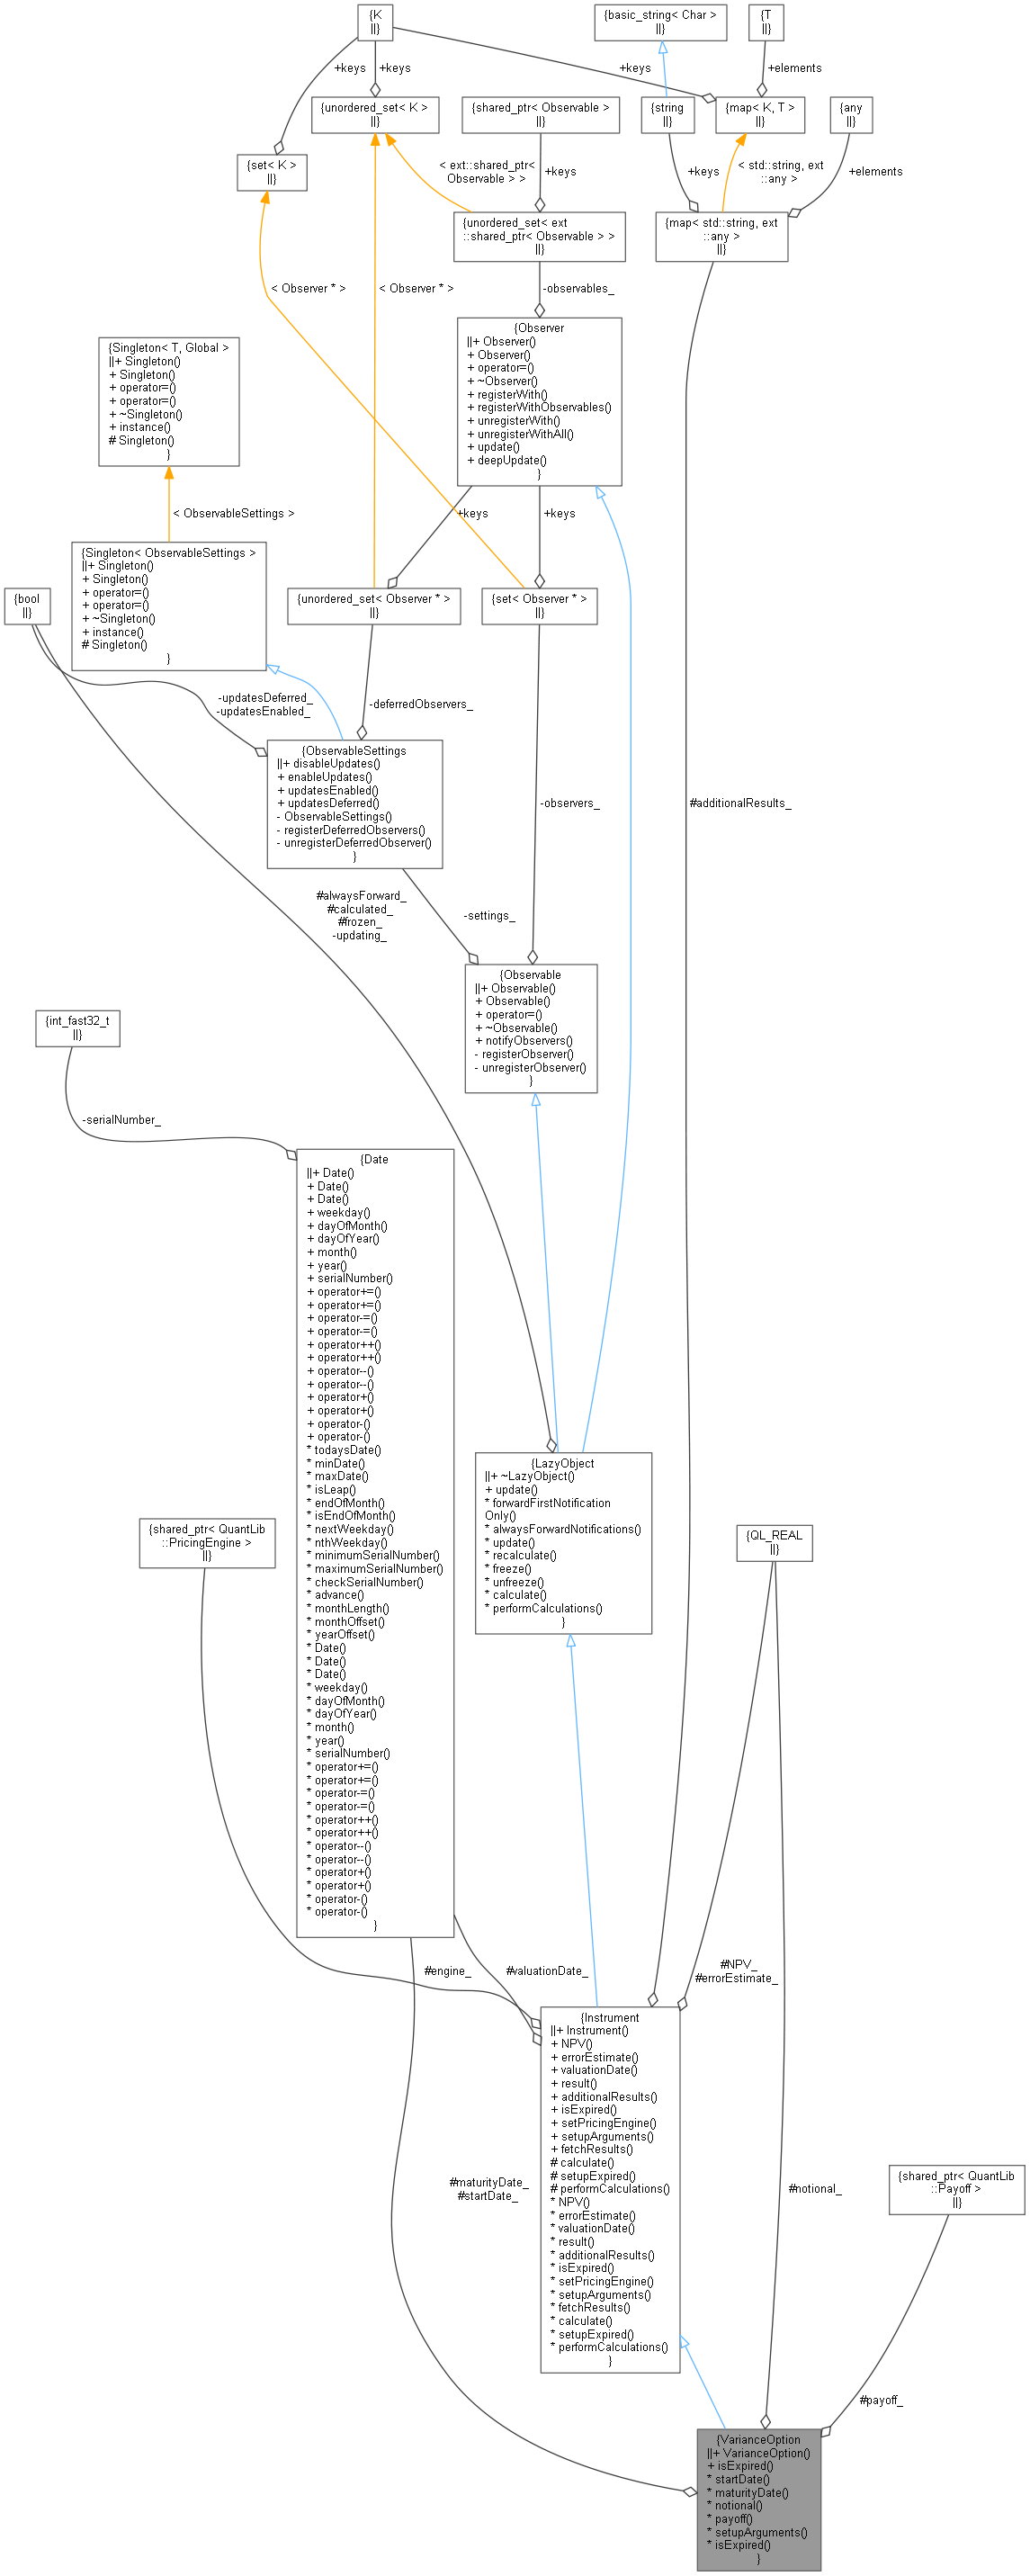 {K
||}
{basic_string< Char >
||}
{T
||}
+keys
+keys
+keys
+elements
{unordered_set< K >
||}
{shared_ptr< Observable >
||}
{string
||}
{map< K, T >
||}
{any
||}
{set< K >
||}
< ext::shared_ptr<
Observable > >
+keys
+keys
< std::string, ext
::any >
+elements
{unordered_set< ext
::shared_ptr< Observable > >
||}
{map< std::string, ext
::any >
||}
< Observer * >
< Observer * >
-observables_
{Singleton< T, Global >
||+ Singleton()
+ Singleton()
+ operator=()
+ operator=()
+ ~Singleton()
+ instance()
# Singleton()
}
{Observer
||+ Observer()
+ Observer()
+ operator=()
+ ~Observer()
+ registerWith()
+ registerWithObservables()
+ unregisterWith()
+ unregisterWithAll()
+ update()
+ deepUpdate()
}
< ObservableSettings >
+keys
+keys
{Singleton< ObservableSettings >
||+ Singleton()
+ Singleton()
+ operator=()
+ operator=()
+ ~Singleton()
+ instance()
# Singleton()
}
{bool
||}
{unordered_set< Observer * >
||}
{set< Observer * >
||}
-updatesDeferred_
-updatesEnabled_
-deferredObservers_
{ObservableSettings
||+ disableUpdates()
+ enableUpdates()
+ updatesEnabled()
+ updatesDeferred()
- ObservableSettings()
- registerDeferredObservers()
- unregisterDeferredObserver()
}
-observers_
#additionalResults_
#alwaysForward_
#calculated_
#frozen_
-updating_
-settings_
{Observable
||+ Observable()
+ Observable()
+ operator=()
+ ~Observable()
+ notifyObservers()
- registerObserver()
- unregisterObserver()
}
{int_fast32_t
||}
-serialNumber_
{Date
||+ Date()
+ Date()
+ Date()
+ weekday()
+ dayOfMonth()
+ dayOfYear()
+ month()
+ year()
+ serialNumber()
+ operator+=()
+ operator+=()
+ operator-=()
+ operator-=()
+ operator++()
+ operator++()
+ operator--()
+ operator--()
+ operator+()
+ operator+()
+ operator-()
+ operator-()
* todaysDate()
* minDate()
* maxDate()
* isLeap()
* endOfMonth()
* isEndOfMonth()
* nextWeekday()
* nthWeekday()
* minimumSerialNumber()
* maximumSerialNumber()
* checkSerialNumber()
* advance()
* monthLength()
* monthOffset()
* yearOffset()
* Date()
* Date()
* Date()
* weekday()
* dayOfMonth()
* dayOfYear()
* month()
* year()
* serialNumber()
* operator+=()
* operator+=()
* operator-=()
* operator-=()
* operator++()
* operator++()
* operator--()
* operator--()
* operator+()
* operator+()
* operator-()
* operator-()
}
{LazyObject
||+ ~LazyObject()
+ update()
* forwardFirstNotification
Only()
* alwaysForwardNotifications()
* update()
* recalculate()
* freeze()
* unfreeze()
* calculate()
* performCalculations()
}
{shared_ptr< QuantLib
::PricingEngine >
||}
{QL_REAL
||}
#engine_
#valuationDate_
#NPV_
#errorEstimate_
{Instrument
||+ Instrument()
+ NPV()
+ errorEstimate()
+ valuationDate()
+ result()
+ additionalResults()
+ isExpired()
+ setPricingEngine()
+ setupArguments()
+ fetchResults()
# calculate()
# setupExpired()
# performCalculations()
* NPV()
* errorEstimate()
* valuationDate()
* result()
* additionalResults()
* isExpired()
* setPricingEngine()
* setupArguments()
* fetchResults()
* calculate()
* setupExpired()
* performCalculations()
}
#maturityDate_
#startDate_
#notional_
{shared_ptr< QuantLib
::Payoff >
||}
#payoff_
{VarianceOption
||+ VarianceOption()
+ isExpired()
* startDate()
* maturityDate()
* notional()
* payoff()
* setupArguments()
* isExpired()
}